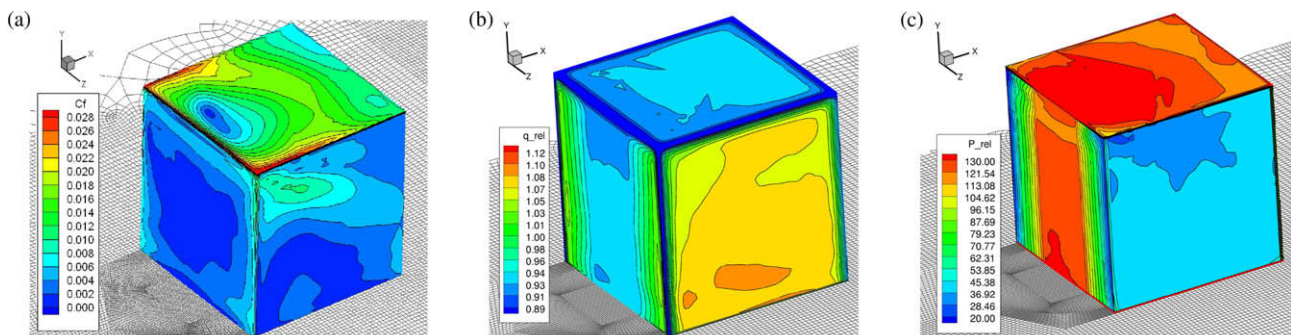 (a)
Y
X
Z
Cf
0.028
0.026
0.024
0.022
0.020
0.018
0.016
0.014
0.012
0.010
0.008
0.006
0.004
0.002
0.000
(b)
Y
X
Z
q_rel
1.12
1.10
1.08
1.07
1.05
1.03
1.01
1.00
0.98
0.96
0.94
0.93
0.91
0.89
(c)
Y
X
Z
P_rel
130.00
121.54
113.08
104.62
96.15
87.69
79.23
70.77
62.31
53.85
45.38
36.92
28.46
20.00